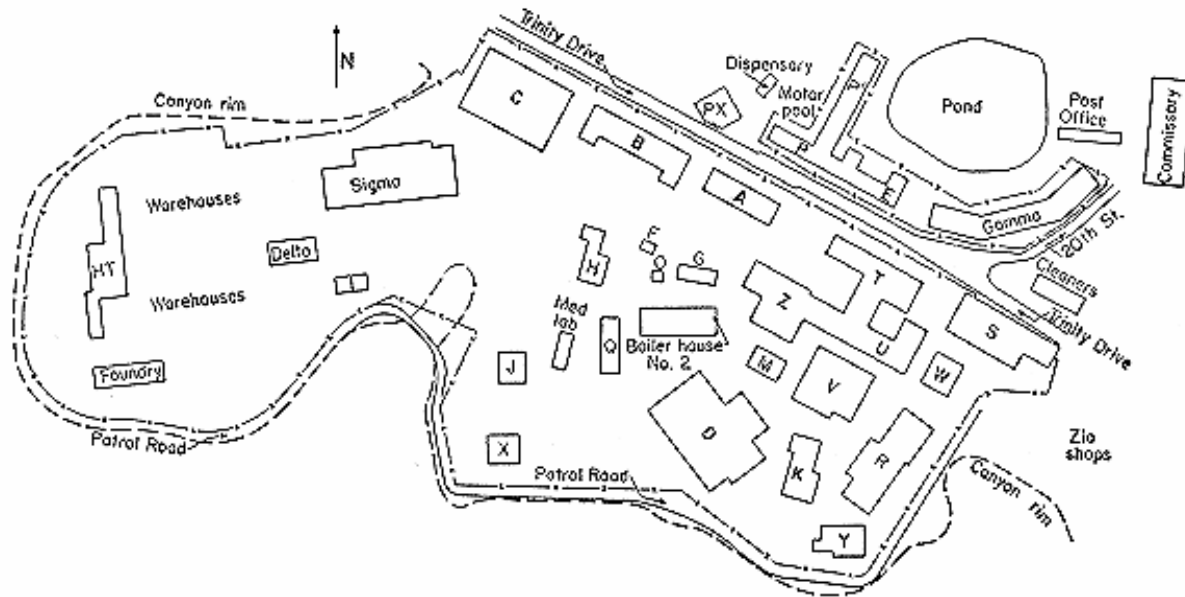 Trinity Drive
N
Canyon rim
C
B
PX
Dispensary
Motor
pool
P'
P
E
Pond
Post
Office
Commissary
Gamma
20th St.
Cleaners
Trinity Drive
A
Sigma
Warehouses
HT
Delta
Warehouses
Foundry
Patrol Road
H
F
O
G
Med
lab
Q
Boiler house
No. 2
J
X
Z
T
U
S
M
V
W
D
K
R
Y
Patrol Road
Zia
shops
Canyon
rim